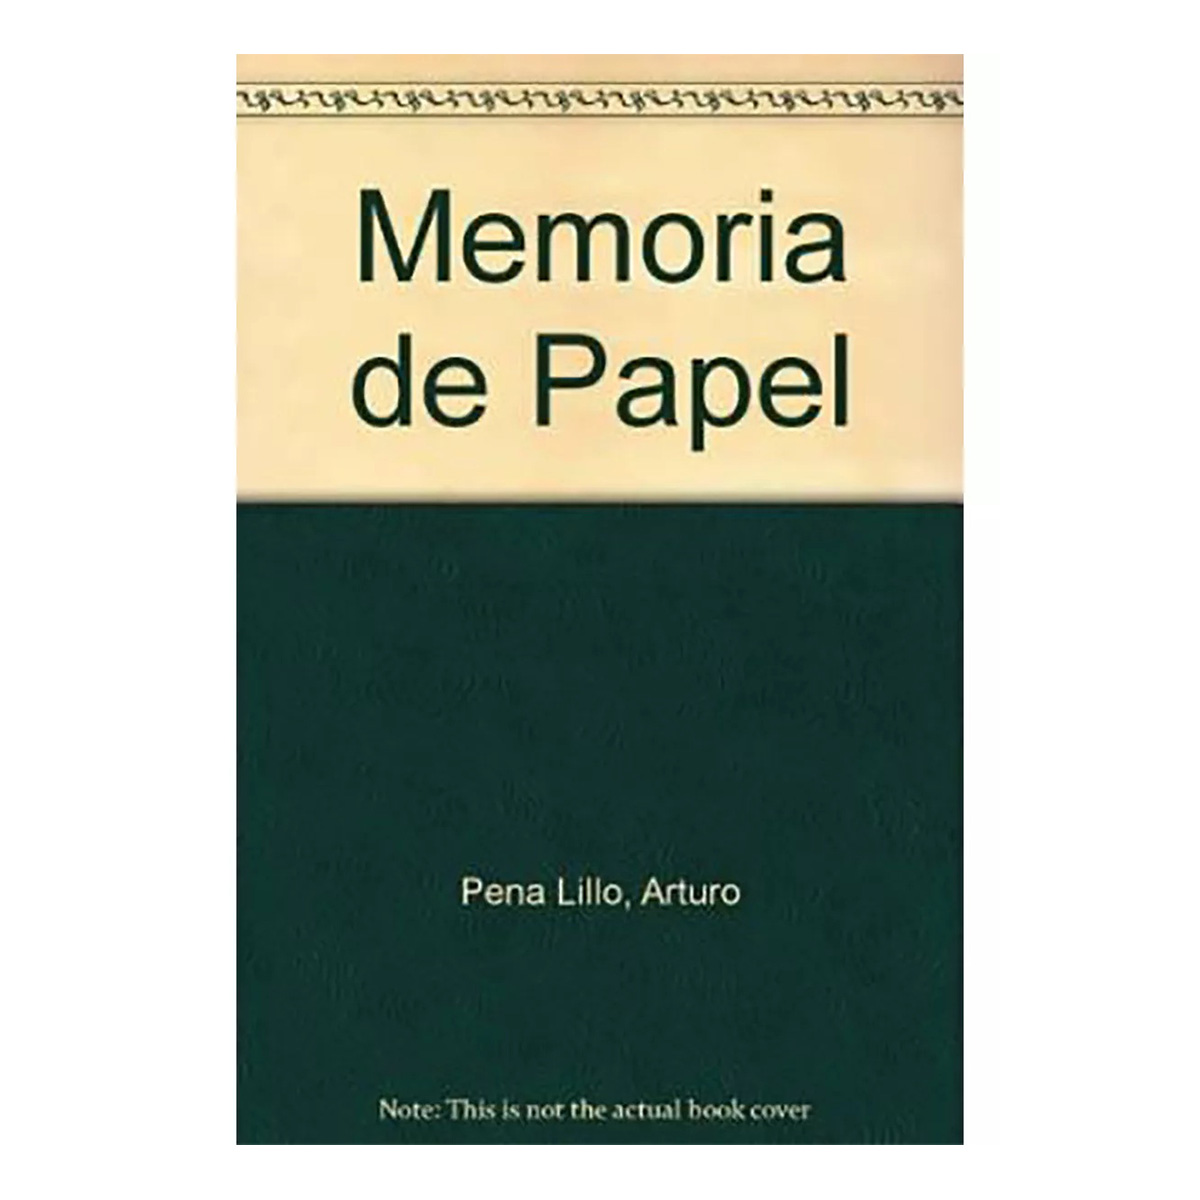 Memoria
de Papel
Pena Lillo, Arturo
Note: This is not the actual book cover